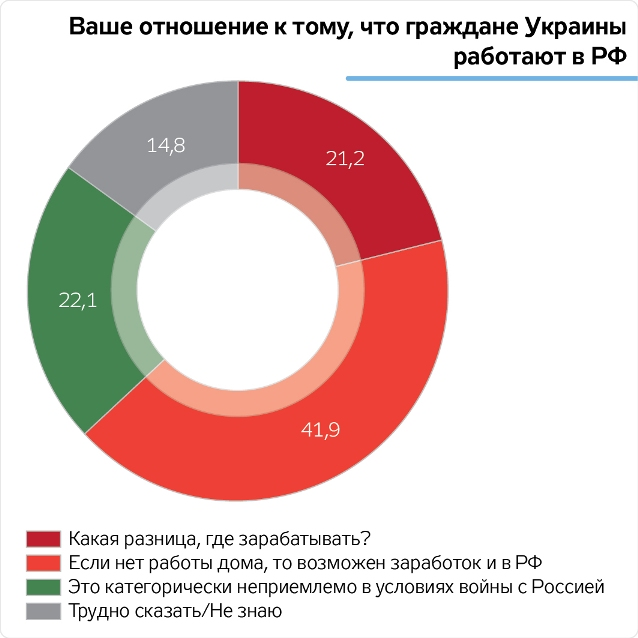 Ваше отношение к тому, что граждане Украины
работают в РФ
14,8
21,2
22,1
41,9
Какая разница, где зарабатывать?
Если нет работы дома, то возможен заработок и в РФ
Это категорически неприемлемо в условиях войны с Россией
Трудно сказать/Не знаю